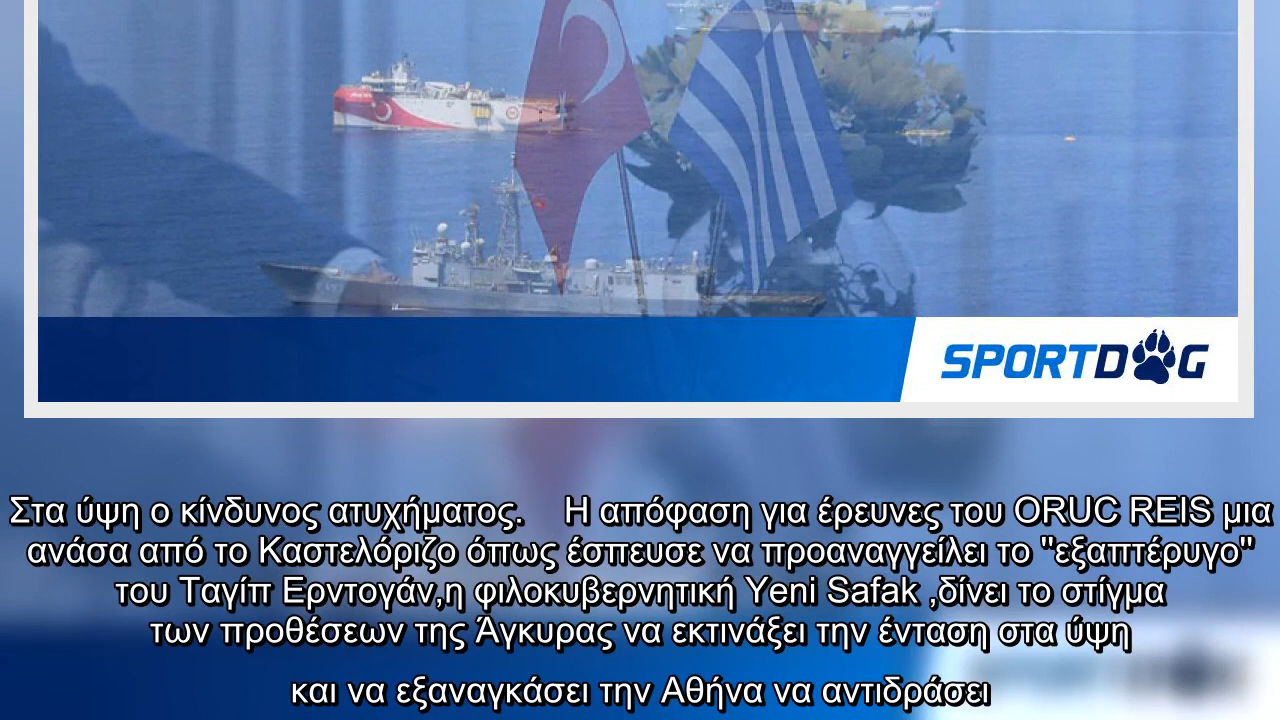 SPORTDOG
Στα ύψη ο κίνδυνος ατυχήματος. Η απόφαση για έρευνες του ORUC REIS μια
ανάσα από το Καστελόριζο όπως έσπευσε να προαναγγείλει το "εξαπτέρυγο"
του Ταγίπ Ερντογάν,η φιλοκυβερνητική Yeni Safak ,δίνει το στίγμα
των προθέσεων της Άγκυρας να εκτινάξει την ένταση στα ύψη
και να εξαναγκάσει την Αθήνα να αντιδράσει